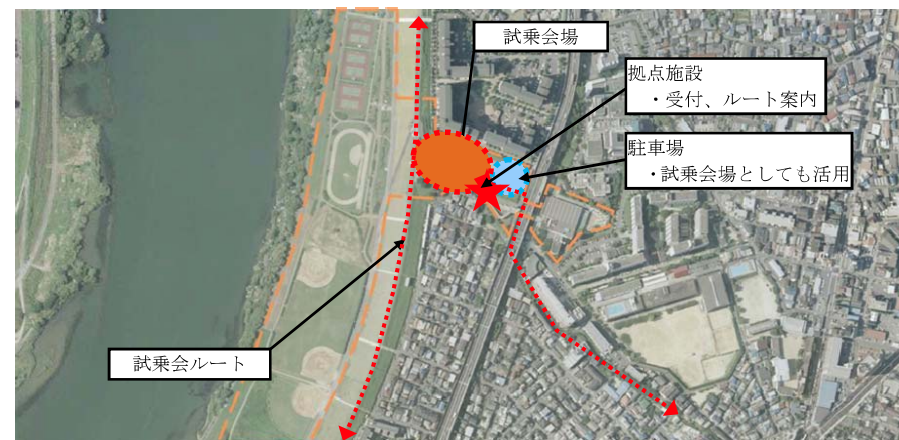 試乗会場
拠点施設
・受付、ルート案内
駐車場
・試乗会場としても活用
試乗会ルート